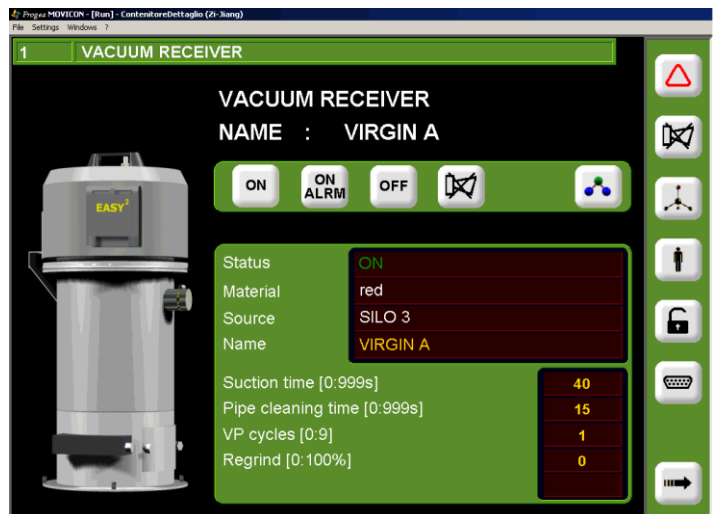 Progea MOVICON - [Run] - ContenitoreDettaglio (Zi-Jiang)
File Settings Windows ?
1 VACUUM RECEIVER
VACUUM RECEIVER
NAME : VIRGIN A
ON ON ALRM OFF
EASY²
Status ON
Material red
Source SILO 3
Name VIRGIN A
Suction time [0:999s] 40
Pipe cleaning time [0:999s] 15
VP cycles [0:9] 1
Regrind [0:100%] 0